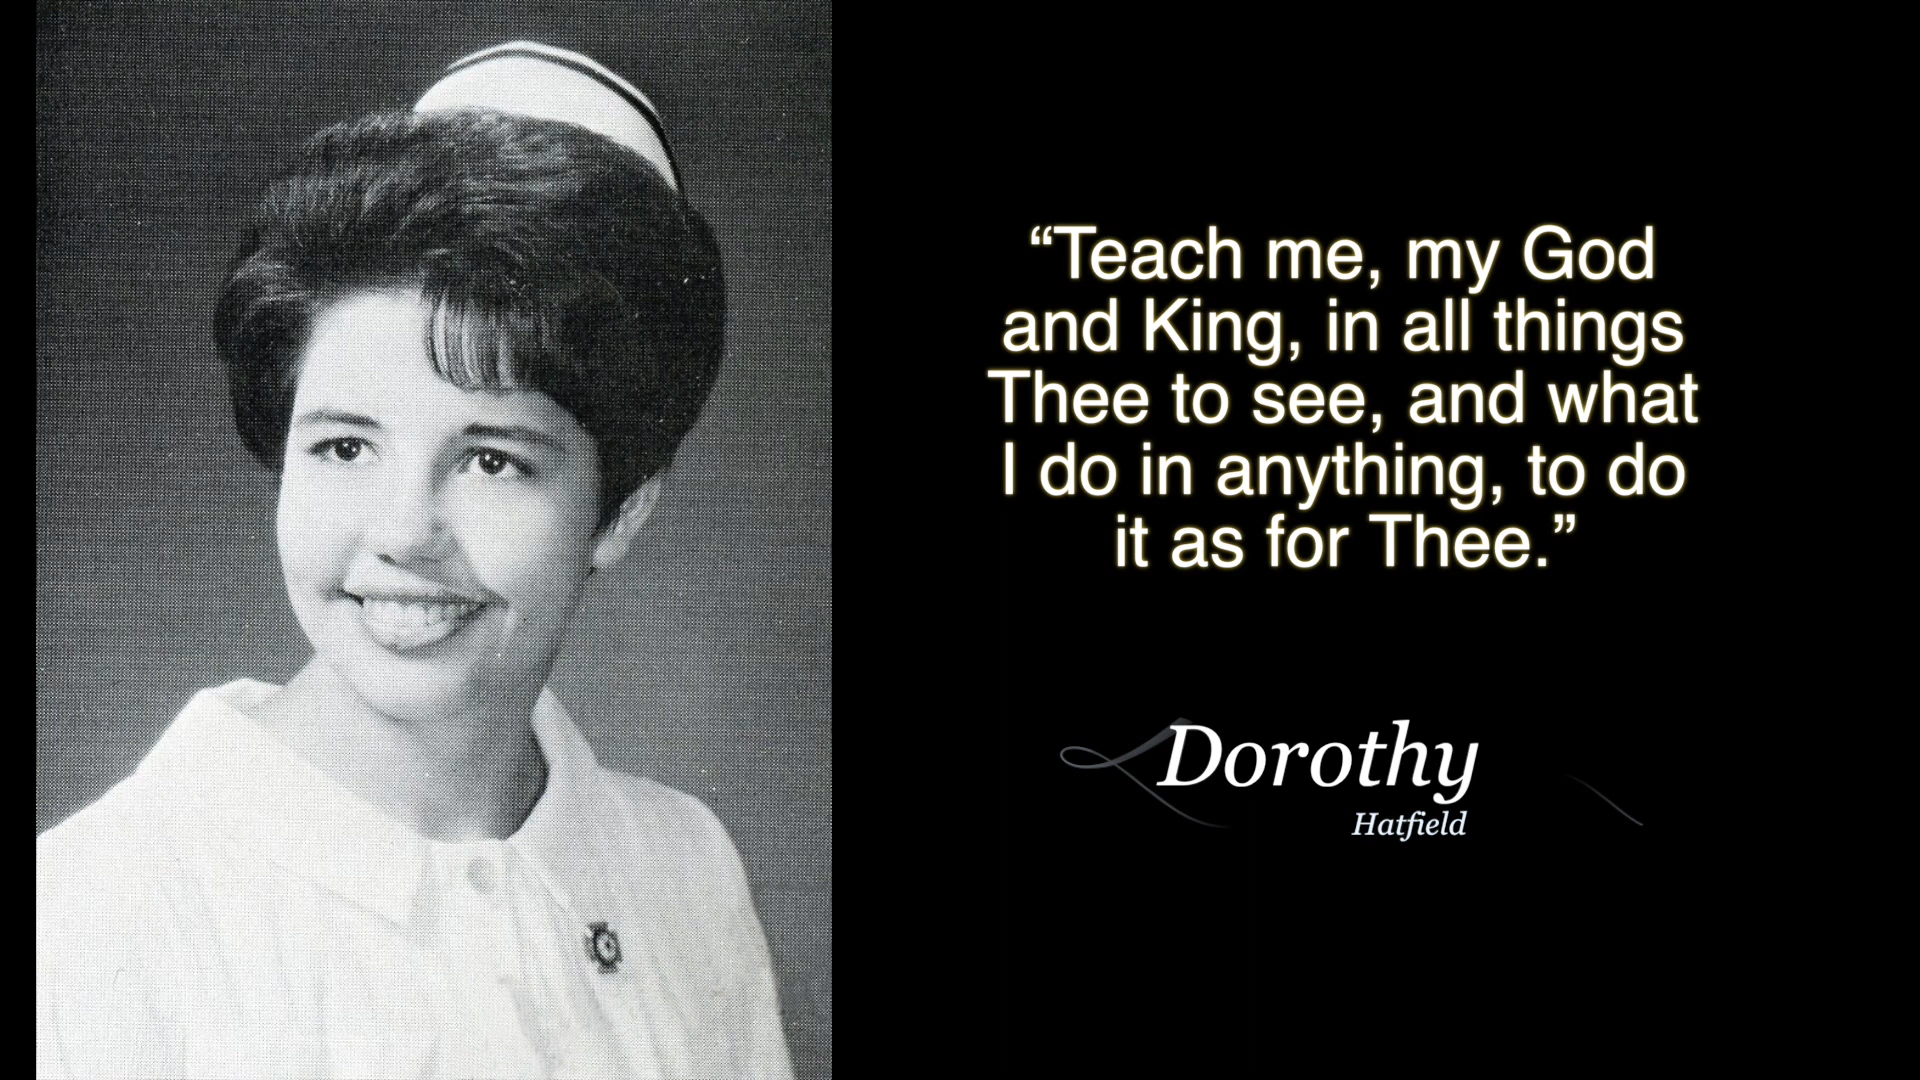 “Teach me, my God
and King, in all things
Thee to see, and what
I do in anything, to do
it as for Thee.”
Dorothy
Hatfield